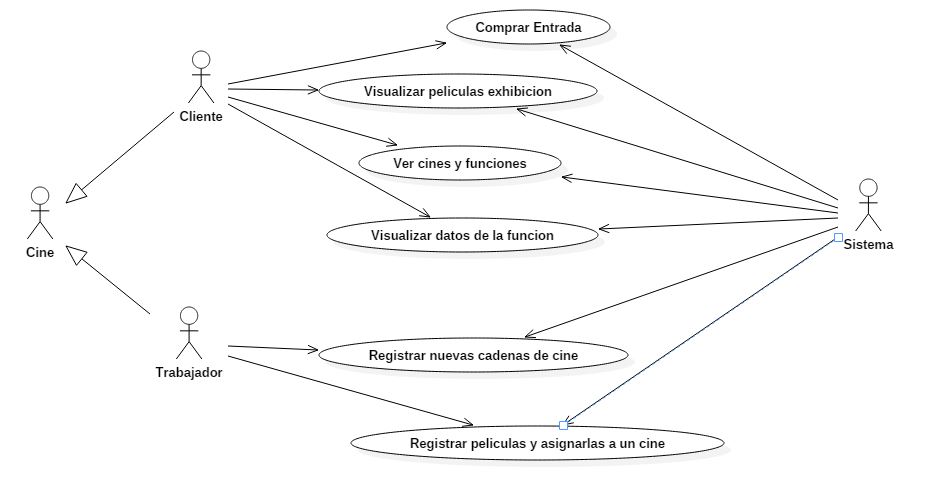 Comprar Entrada
Visualizar peliculas exhibicion
Cliente
Ver cines y funciones
Visualizar datos de la funcion
Sistema
Cine
Registrar nuevas cadenas de cine
Trabajador
Registrar peliculas y asignarlas a un cine